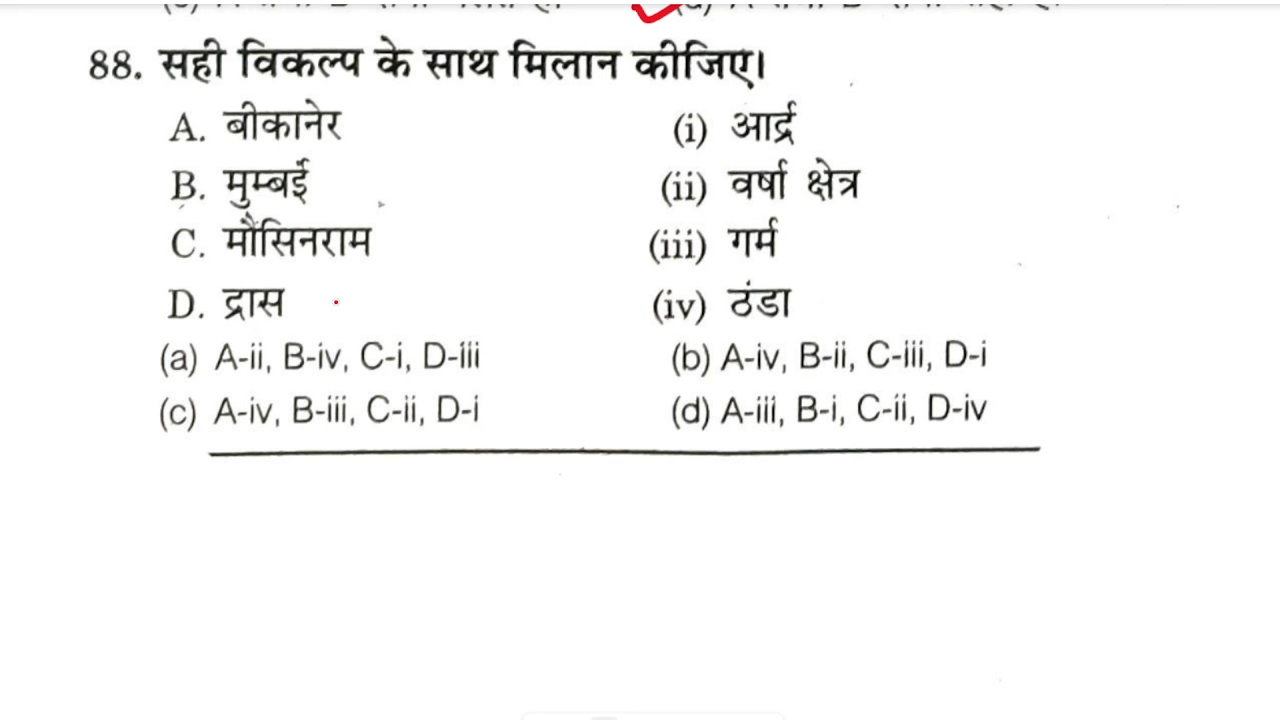 88. सही विकल्प के साथ मिलान कीजिए।
A. बीकानेर (i) आर्द्र
B. मुम्बई (ii) वर्षा क्षेत्र
C. मौसिनराम (iii) गर्म
D. द्रास (iv) ठंडा
(a) A-ii, B-iv, C-i, D-iii (b) A-iv, B-ii, C-iii, D-i
(c) A-iv, B-iii, C-ii, D-i (d) A-iii, B-i, C-ii, D-iv